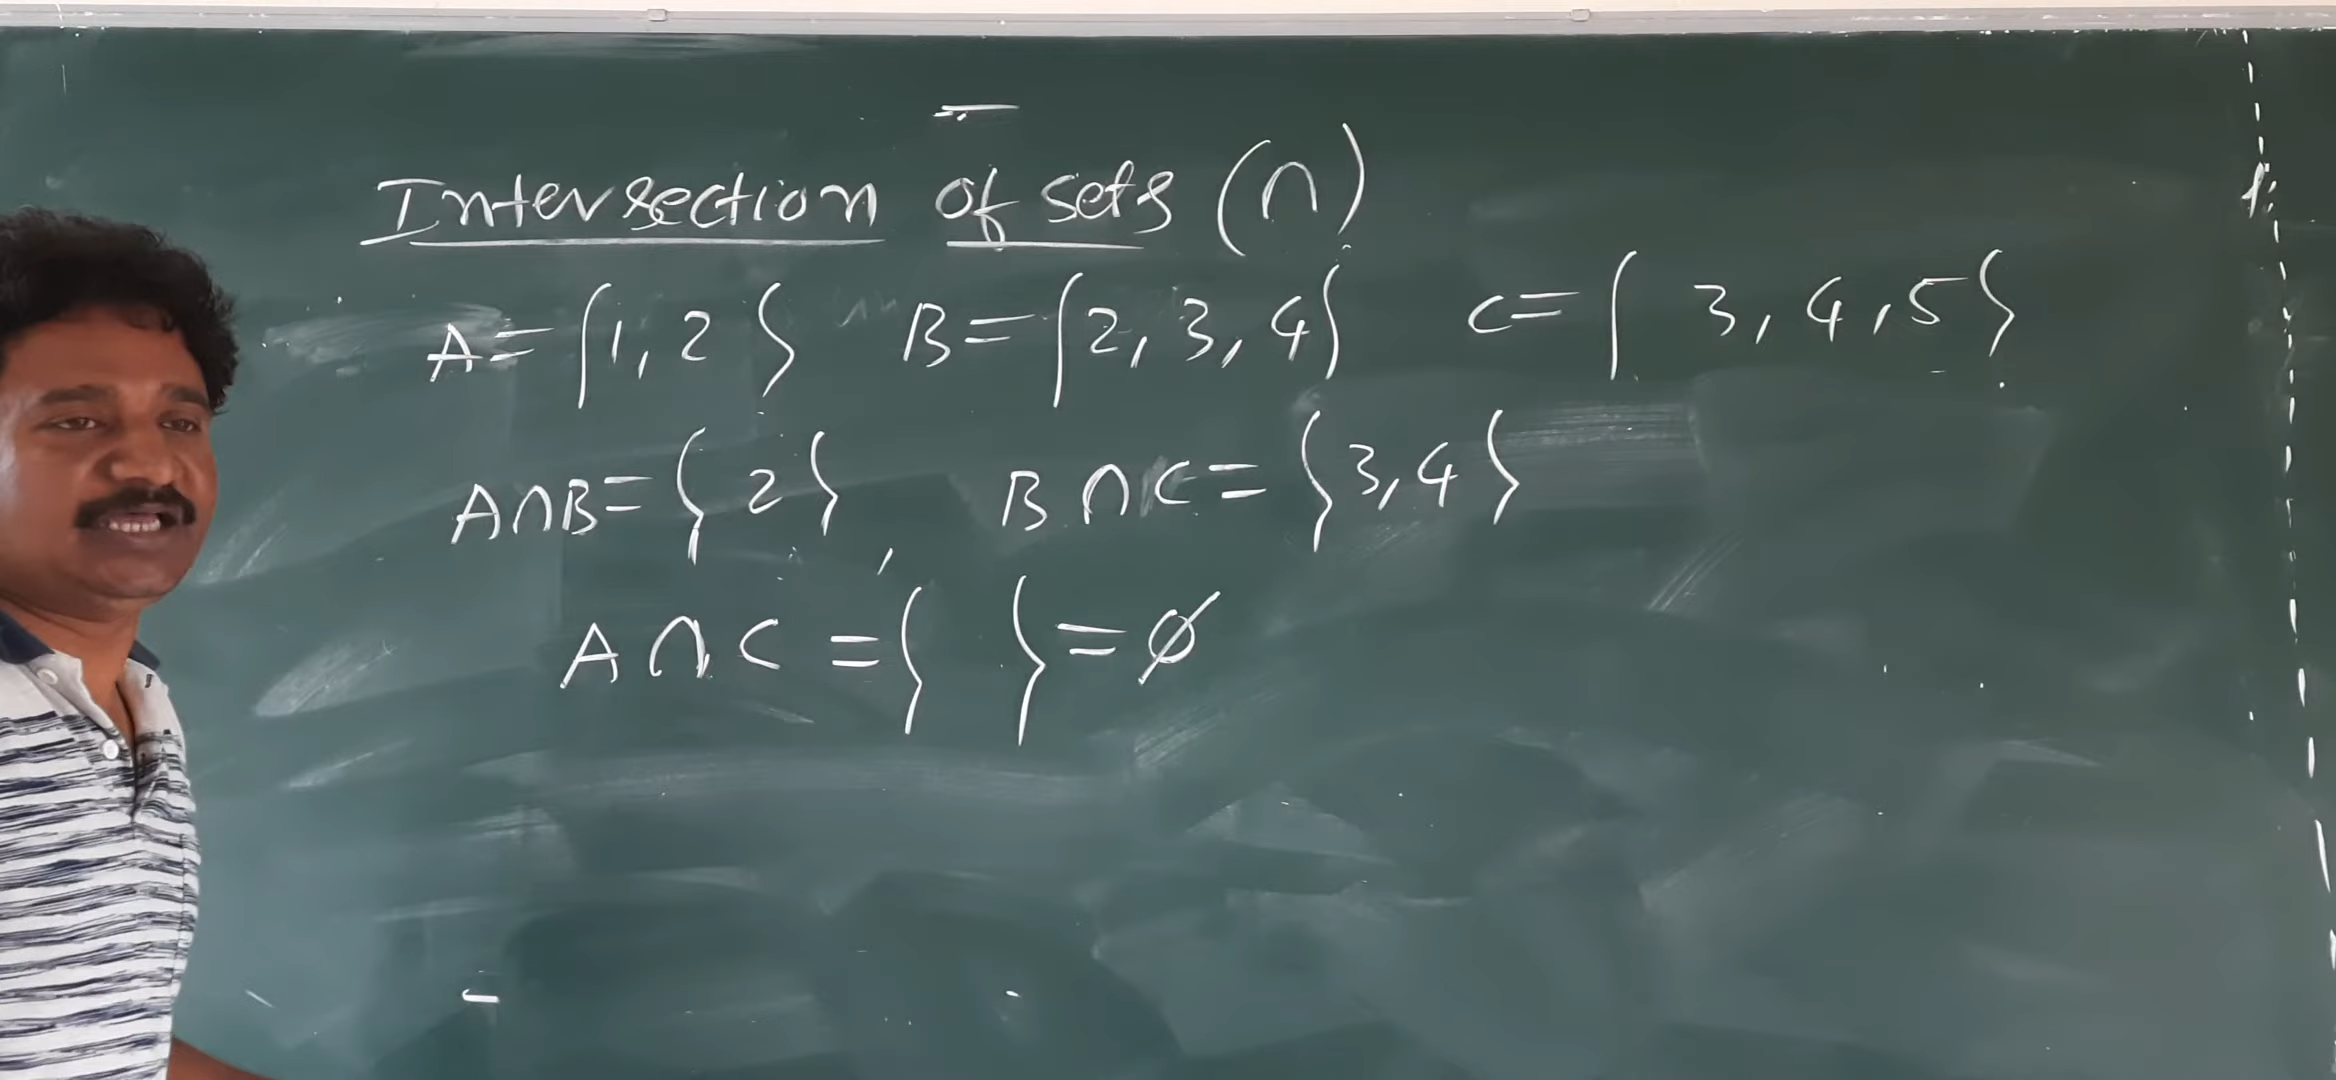 Intersection of sets (∩)
A = {1, 2} B = {2, 3, 4} C = { 3, 4, 5}
A∩B = { 2 } , B ∩ C = {3, 4}
A ∩ C = { } = ∅